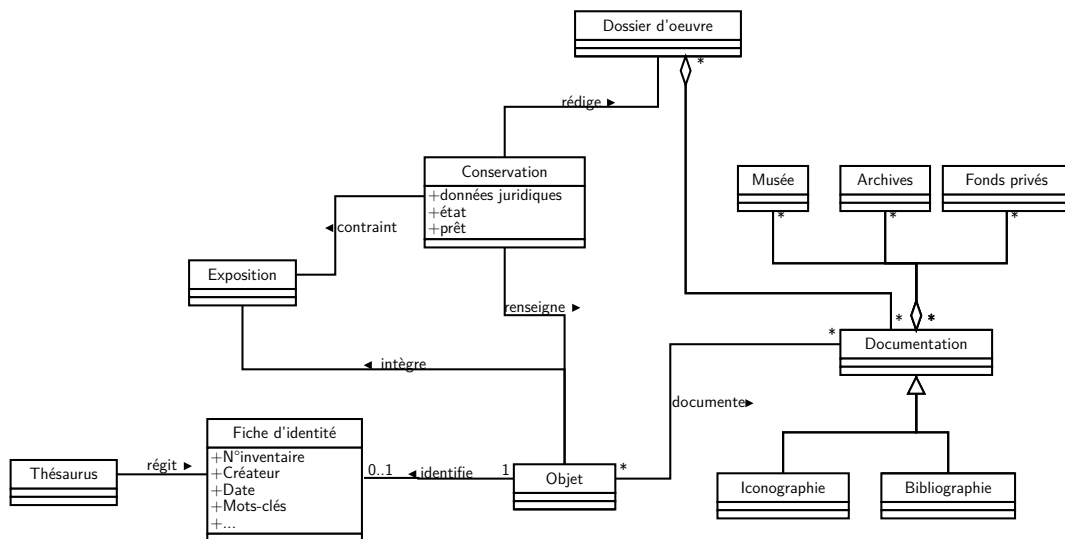 Dossier d'oeuvre
*
rédige ►
Conservation
+données juridiques
+état
+prêt
Musée
*
Archives
*
Fonds privés
*
◄ contraint
Exposition
renseigne ►
* *
*
Documentation
◄ intègre
documente►
Fiche d'identité
+N°inventaire
+Créateur
+Date
+Mots-clés
+...
Thésaurus
régit ►
0..1 ◄ identifie 1
Objet
*
Iconographie
Bibliographie